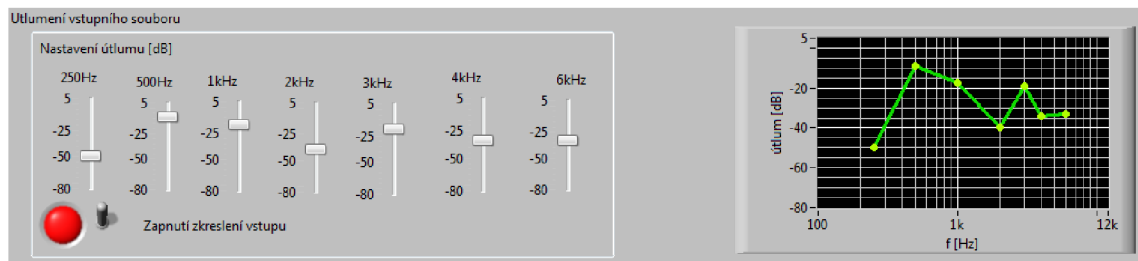 Utlumení vstupního souboru
Nastavení útlumu [dB]
250Hz 500Hz 1kHz 2kHz 3kHz 4kHz 6kHz
5 5 5 5 5 5 5
-25 -25 -25 -25 -25 -25 -25
-50 -50 -50 -50 -50 -50 -50
-80 -80 -80 -80 -80 -80 -80
Zapnutí zkreslení vstupu
útlum [dB]
5
-20
-40
-60
-80
100 1k 12k
f [Hz]